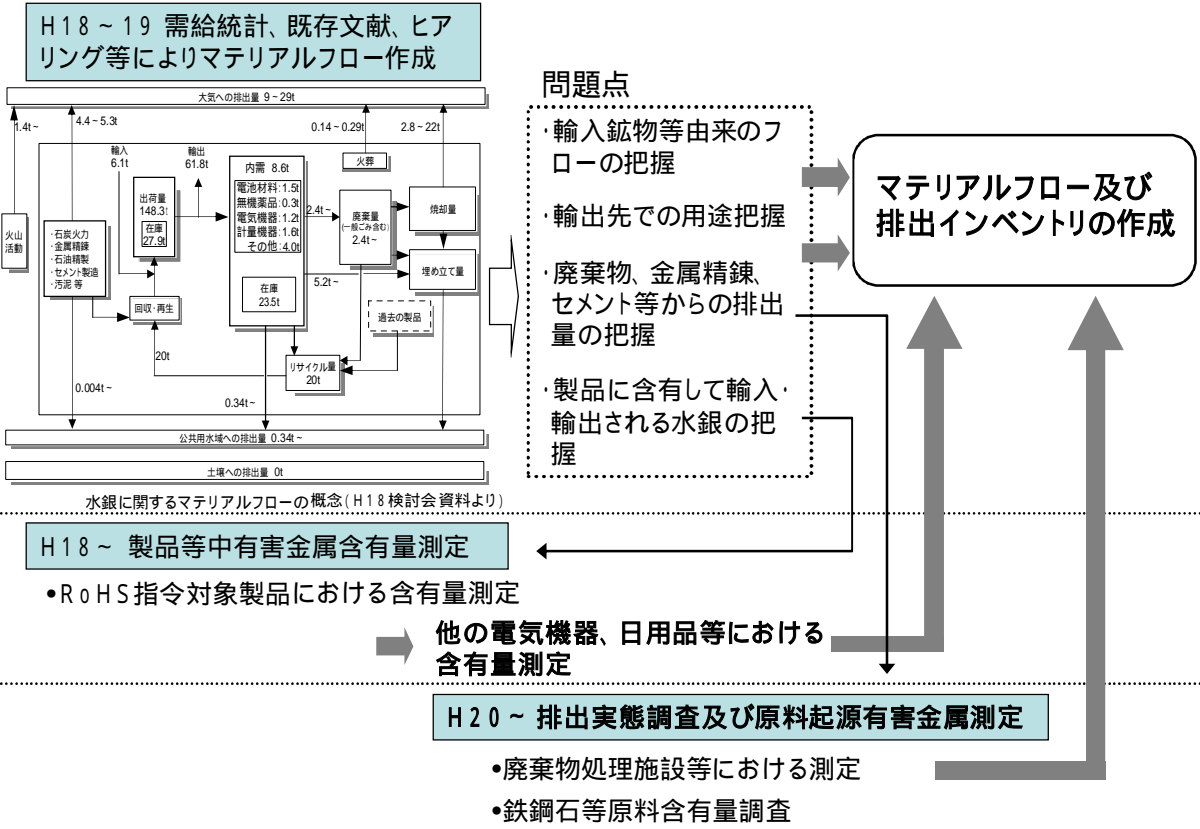 H18～19 需給統計、既存文献、ヒア
リング等によりマテリアルフロー作成
大気への排出量 9～29t
1.4t～
4.4～5.3t
0.14～0.29t
2.8～22t
輸入
6.1t
輸出
61.8t
火葬
火山
活動
・石炭火力
・金属精錬
・石油精製
・セメント製造
・汚泥 等
出荷量
148.3t
在庫
27.9t
回収・再生
内需 8.6t
電池材料：1.5t
無機薬品：0.3t
電気機器：1.2t
計量機器：1.6t
その他：4.0t
在庫
23.5t
2.4t～
廃棄量
(一般ごみ含む)
2.4t～
焼却量
埋め立て量
5.2t～
過去の製品
リサイクル量
20t
20t
0.004t～
0.34t～
公共用水域への排出量 0.34t～
土壌への排出量 0t
水銀に関するマテリアルフローの概念(H18検討会資料より)
問題点
・輸入鉱物等由来のフ
ローの把握
・輸出先での用途把握
・廃棄物、金属精錬、
セメント等からの排出
量の把握
・製品に含有して輸入・
輸出される水銀の把
握
マテリアルフロー及び
排出インベントリの作成
H18～ 製品等中有害金属含有量測定
•RoHS指令対象製品における含有量測定
他の電気機器、日用品等における
含有量測定
H20～排出実態調査及び原料起源有害金属測定
•廃棄物処理施設等における測定
•鉄鋼石等原料含有量調査